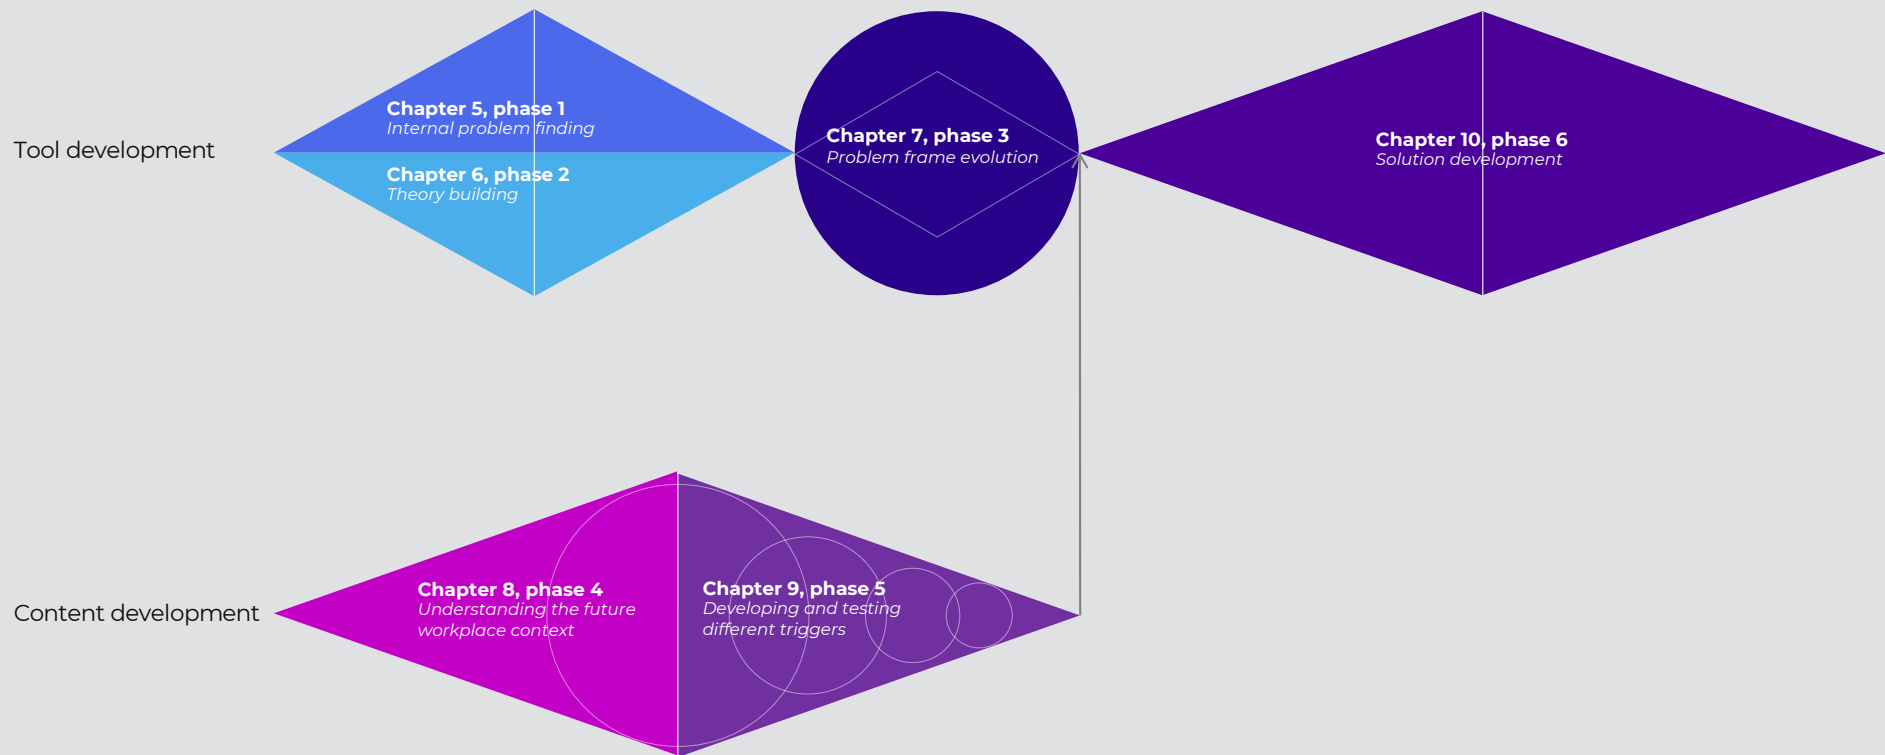 Tool development
Chapter 5, phase 1
Internal problem finding
Chapter 6, phase 2
Theory building
Chapter 7, phase 3
Problem frame evolution
Chapter 10, phase 6
Solution development
Content development
Chapter 8, phase 4
Understanding the future
workplace context
Chapter 9, phase 5
Developing and testing
different triggers